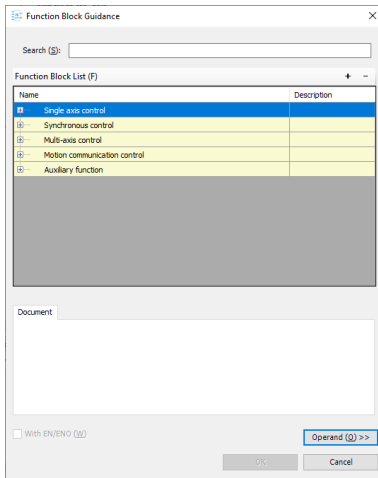 Function Block Guidance
Search (S):
Function Block List (F)
+ −
Name Description
Single axis control
Synchronous control
Multi-axis control
Motion communication control
Auxiliary function
Document
With EN/ENO (W)
Operand (O) >>
OK Cancel